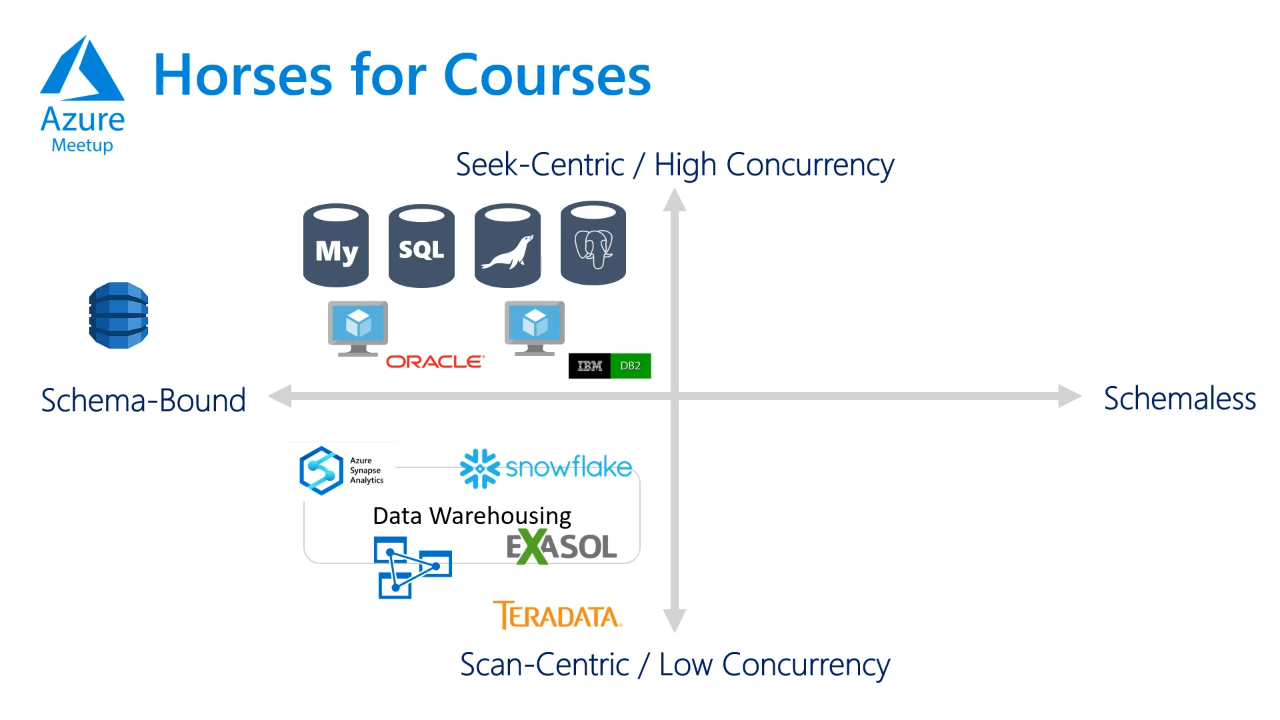 Horses for Courses
Azure
Meetup
Seek-Centric / High Concurrency
My
SQL
ORACLE
IBM DB2
Schema-Bound
Schemaless
Azure
Synapse
Analytics
snowflake
Data Warehousing
EXASOL
TERADATA
Scan-Centric / Low Concurrency